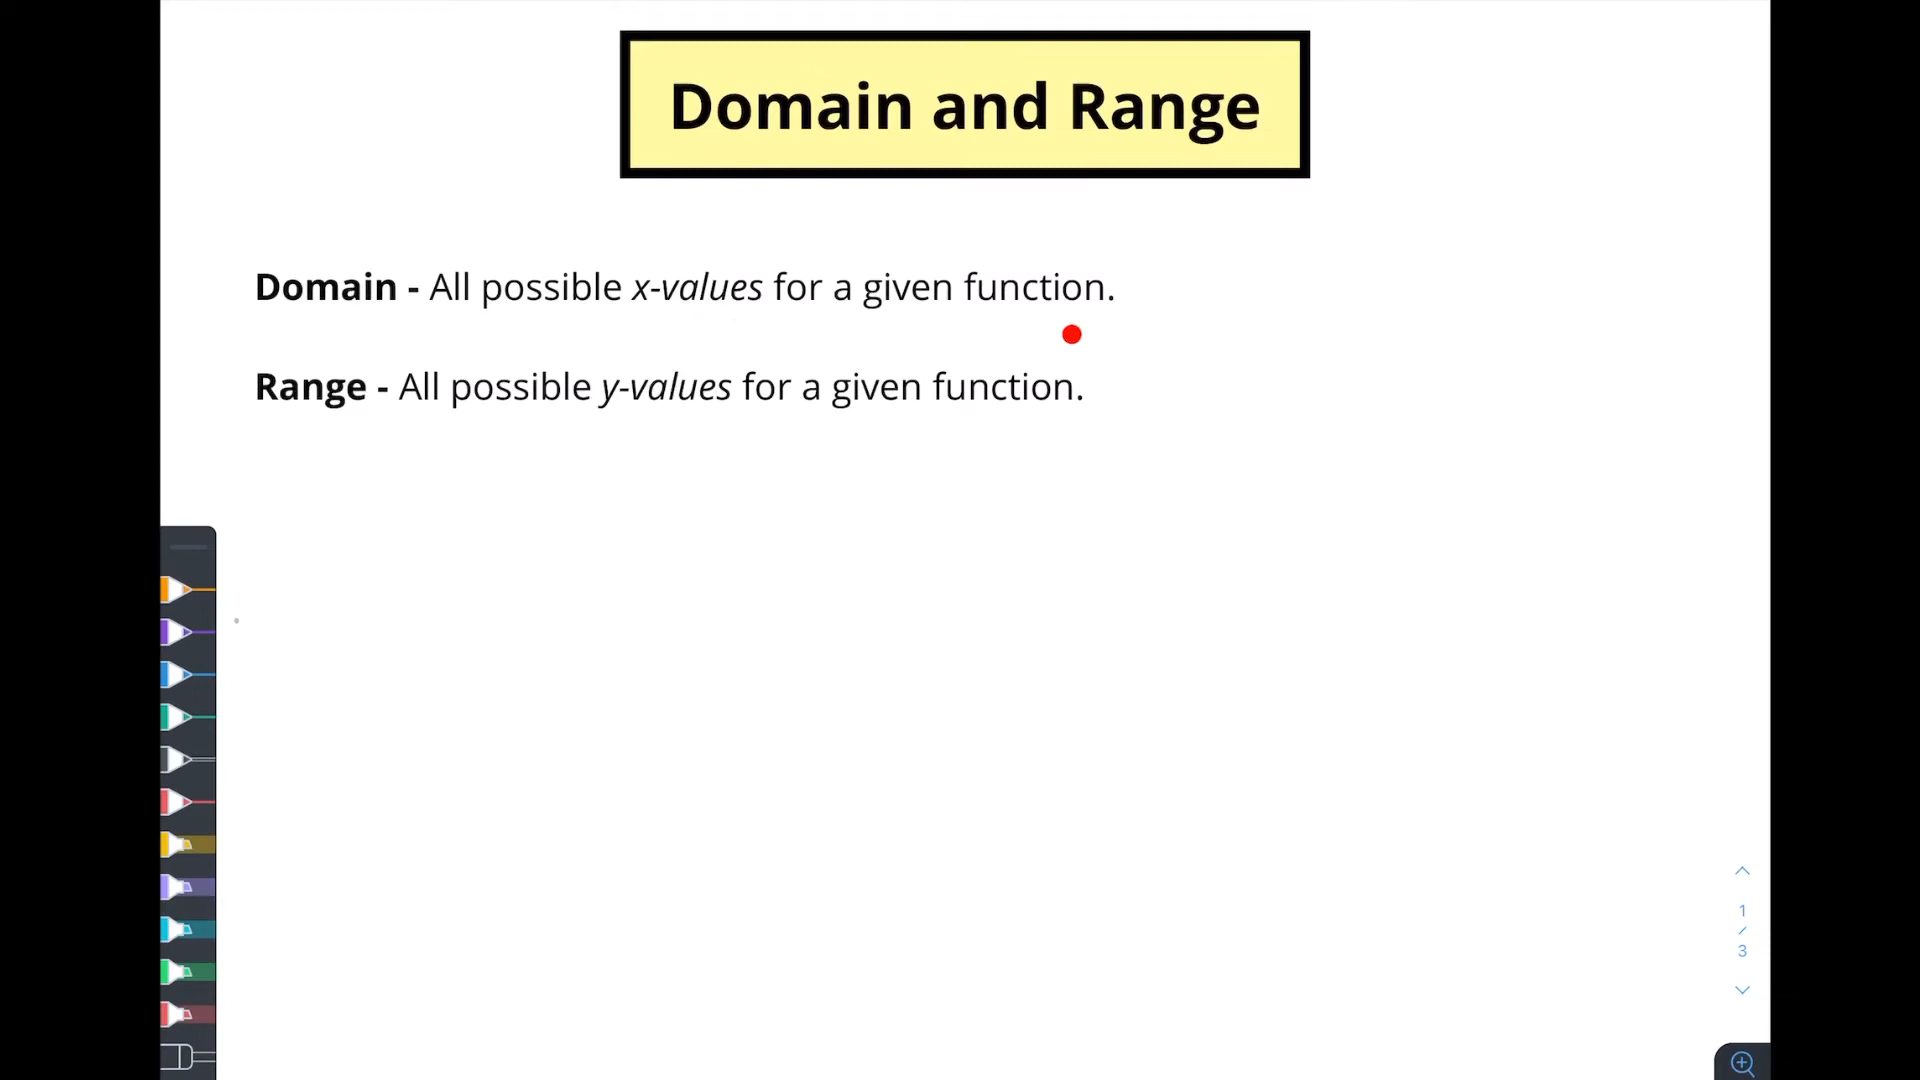 Domain and Range
Domain - All possible x-values for a given function.
Range - All possible y-values for a given function.
1
/
3